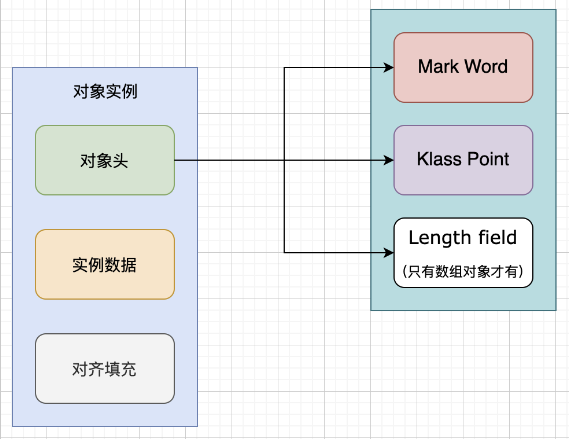 对象实例
对象头
实例数据
对齐填充
Mark Word
Klass Point
Length field
（只有数组对象才有）